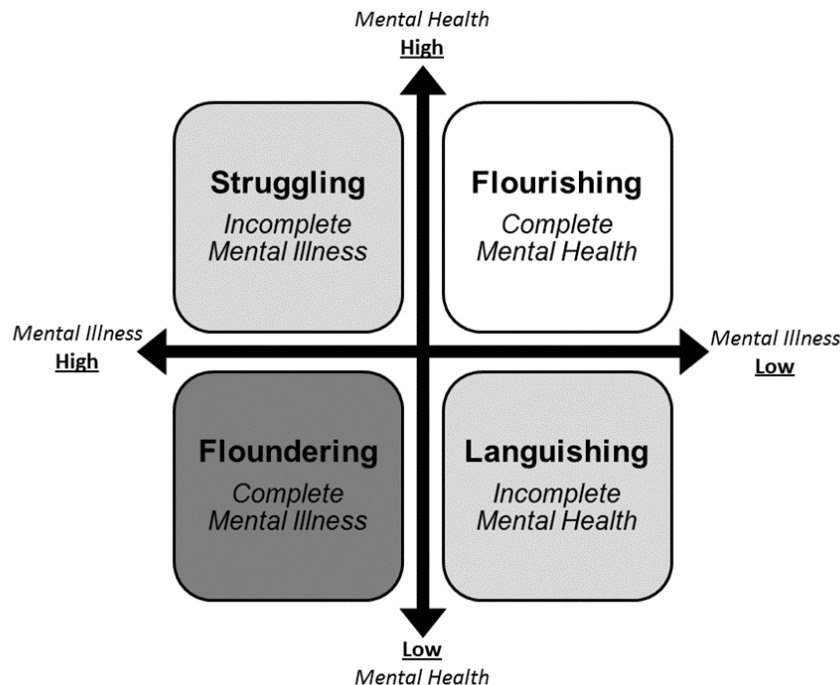 Mental Health
High
Struggling
Incomplete
Mental Illness
Flourishing
Complete
Mental Health
Mental Illness
High
Mental Illness
Low
Floundering
Complete
Mental Illness
Languishing
Incomplete
Mental Health
Low
Mental Health